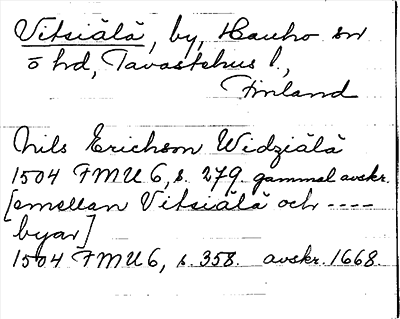 Vitsiälä, by, Hauho sn
ö hd, Tavastehus l.,
Finland
Nils Erichson Widziälä
1504 FMU 6, s. 279. gammal avskr.
[emellan Vitsiälä och ----
byar]
1504 FMU 6, s. 358. avskr. 1668.